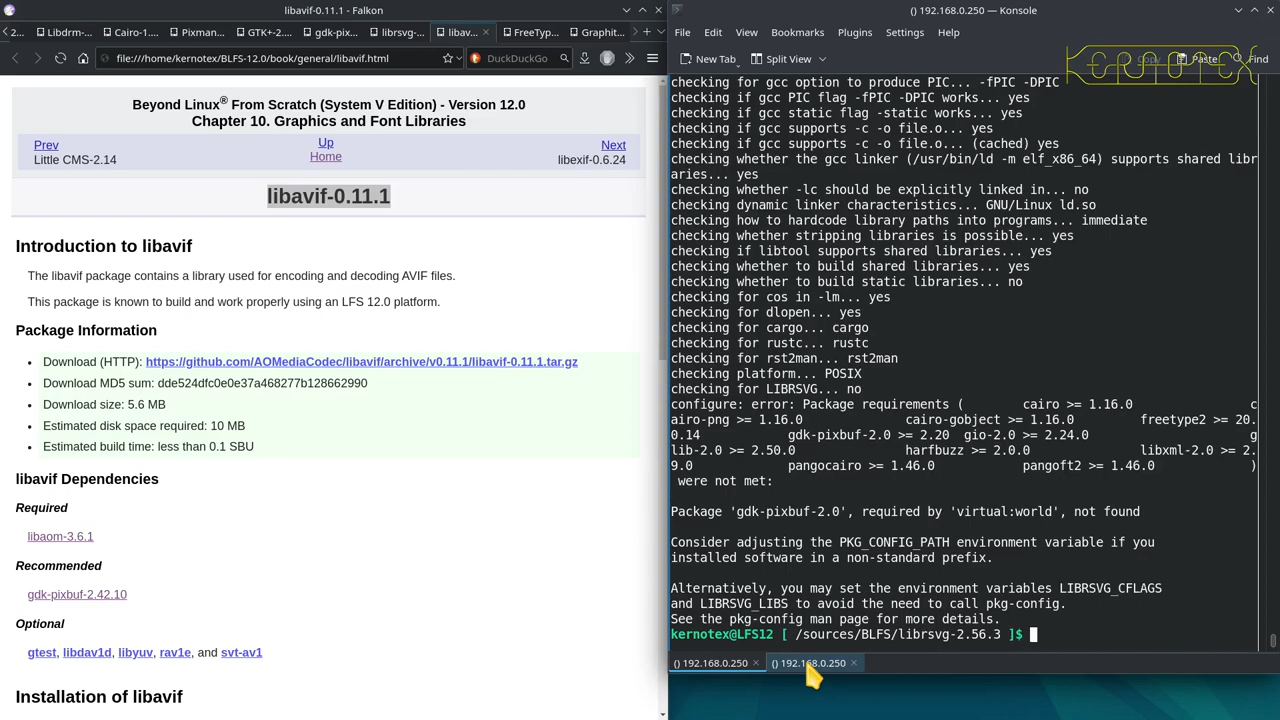 libavif-0.11.1 - Falkon
2...
Libdrm-...
Cairo-1....
Pixman...
GTK+-2....
gdk-pix...
librsvg-...
libav...
FreeTyp...
Graphit...
file:///home/kernotex/BLFS-12.0/book/general/libavif.html
DuckDuckGo
Beyond Linux® From Scratch (System V Edition) - Version 12.0
Chapter 10. Graphics and Font Libraries
Prev
Up
Next
Little CMS-2.14
Home
libexif-0.6.24
libavif-0.11.1
Introduction to libavif
The libavif package contains a library used for encoding and decoding AVIF files.
This package is known to build and work properly using an LFS 12.0 platform.
Package Information
• Download (HTTP): https://github.com/AOMediaCodec/libavif/archive/v0.11.1/libavif-0.11.1.tar.gz
• Download MD5 sum: dde524dfc0e0e37a468277b128662990
• Download size: 5.6 MB
• Estimated disk space required: 10 MB
• Estimated build time: less than 0.1 SBU
libavif Dependencies
Required
libaom-3.6.1
Recommended
gdk-pixbuf-2.42.10
Optional
gtest, libdav1d, libyuv, rav1e, and svt-av1
Installation of libavif
() 192.168.0.250 — Konsole
File Edit View Bookmarks Plugins Settings Help
New Tab Split View Copy Paste Find
Kernotex
checking for gcc option to produce PIC... -fPIC -DPIC
checking if gcc PIC flag -fPIC -DPIC works... yes
checking if gcc static flag -static works... yes
checking if gcc supports -c -o file.o... yes
checking if gcc supports -c -o file.o... (cached) yes
checking whether the gcc linker (/usr/bin/ld -m elf_x86_64) supports shared libr
aries... yes
checking whether -lc should be explicitly linked in... no
checking dynamic linker characteristics... GNU/Linux ld.so
checking how to hardcode library paths into programs... immediate
checking whether stripping libraries is possible... yes
checking if libtool supports shared libraries... yes
checking whether to build shared libraries... yes
checking whether to build static libraries... no
checking for cos in -lm... yes
checking for dlopen... yes
checking for cargo... cargo
checking for rustc... rustc
checking for rst2man... rst2man
checking platform... POSIX
checking for LIBRSVG... no
configure: error: Package requirements ( cairo >= 1.16.0 c
airo-png >= 1.16.0 cairo-gobject >= 1.16.0 freetype2 >= 20.
0.14 gdk-pixbuf-2.0 >= 2.20 gio-2.0 >= 2.24.0 g
lib-2.0 >= 2.50.0 harfbuzz >= 2.0.0 libxml-2.0 >= 2.
9.0 pangocairo >= 1.46.0 pangoft2 >= 1.46.0 )
were not met:
Package 'gdk-pixbuf-2.0', required by 'virtual:world', not found
Consider adjusting the PKG_CONFIG_PATH environment variable if you
installed software in a non-standard prefix.
Alternatively, you may set the environment variables LIBRSVG_CFLAGS
and LIBRSVG_LIBS to avoid the need to call pkg-config.
See the pkg-config man page for more details.
kernotex@LFS12 [ /sources/BLFS/librsvg-2.56.3 ]$
() 192.168.0.250
() 192.168.0.250